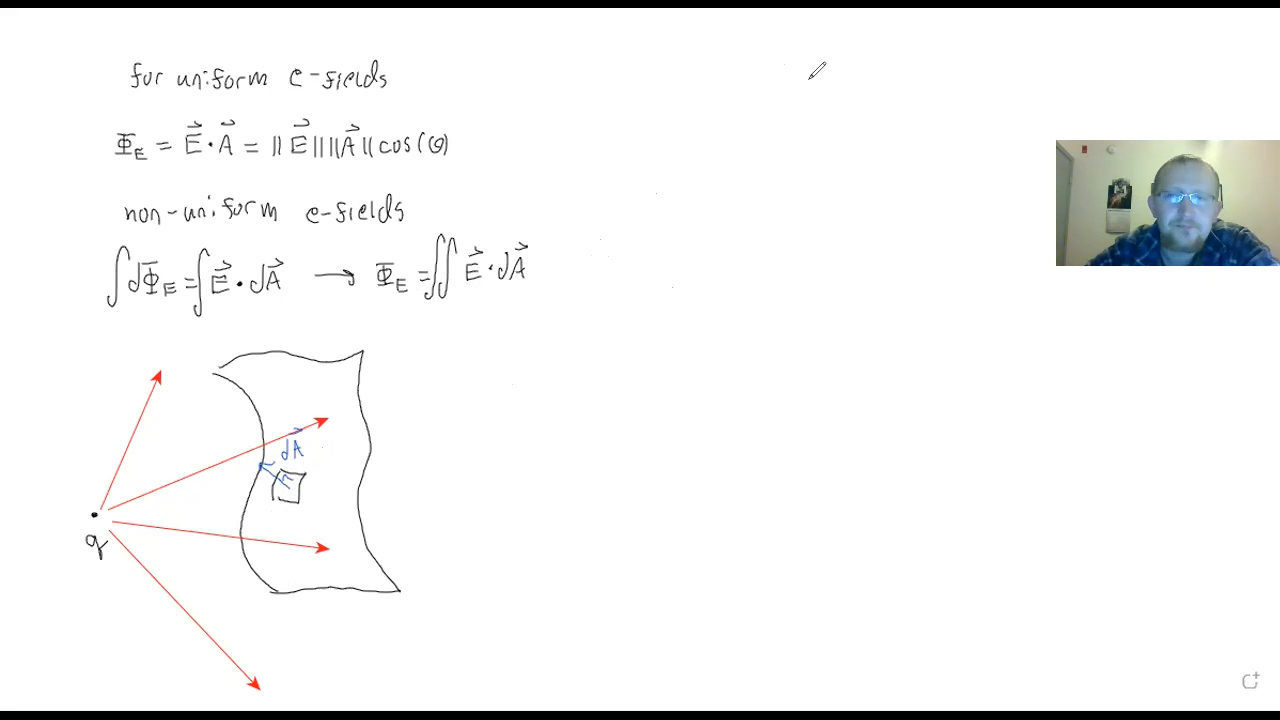 for uniform e-fields
Φ_E = E⃗ · A⃗ = ||E⃗|| ||A⃗|| cos(θ)
non-uniform e-fields
∫dΦ_E = ∫E⃗ · dA⃗ → Φ_E = ∬E⃗ · dA⃗
dA⃗
q